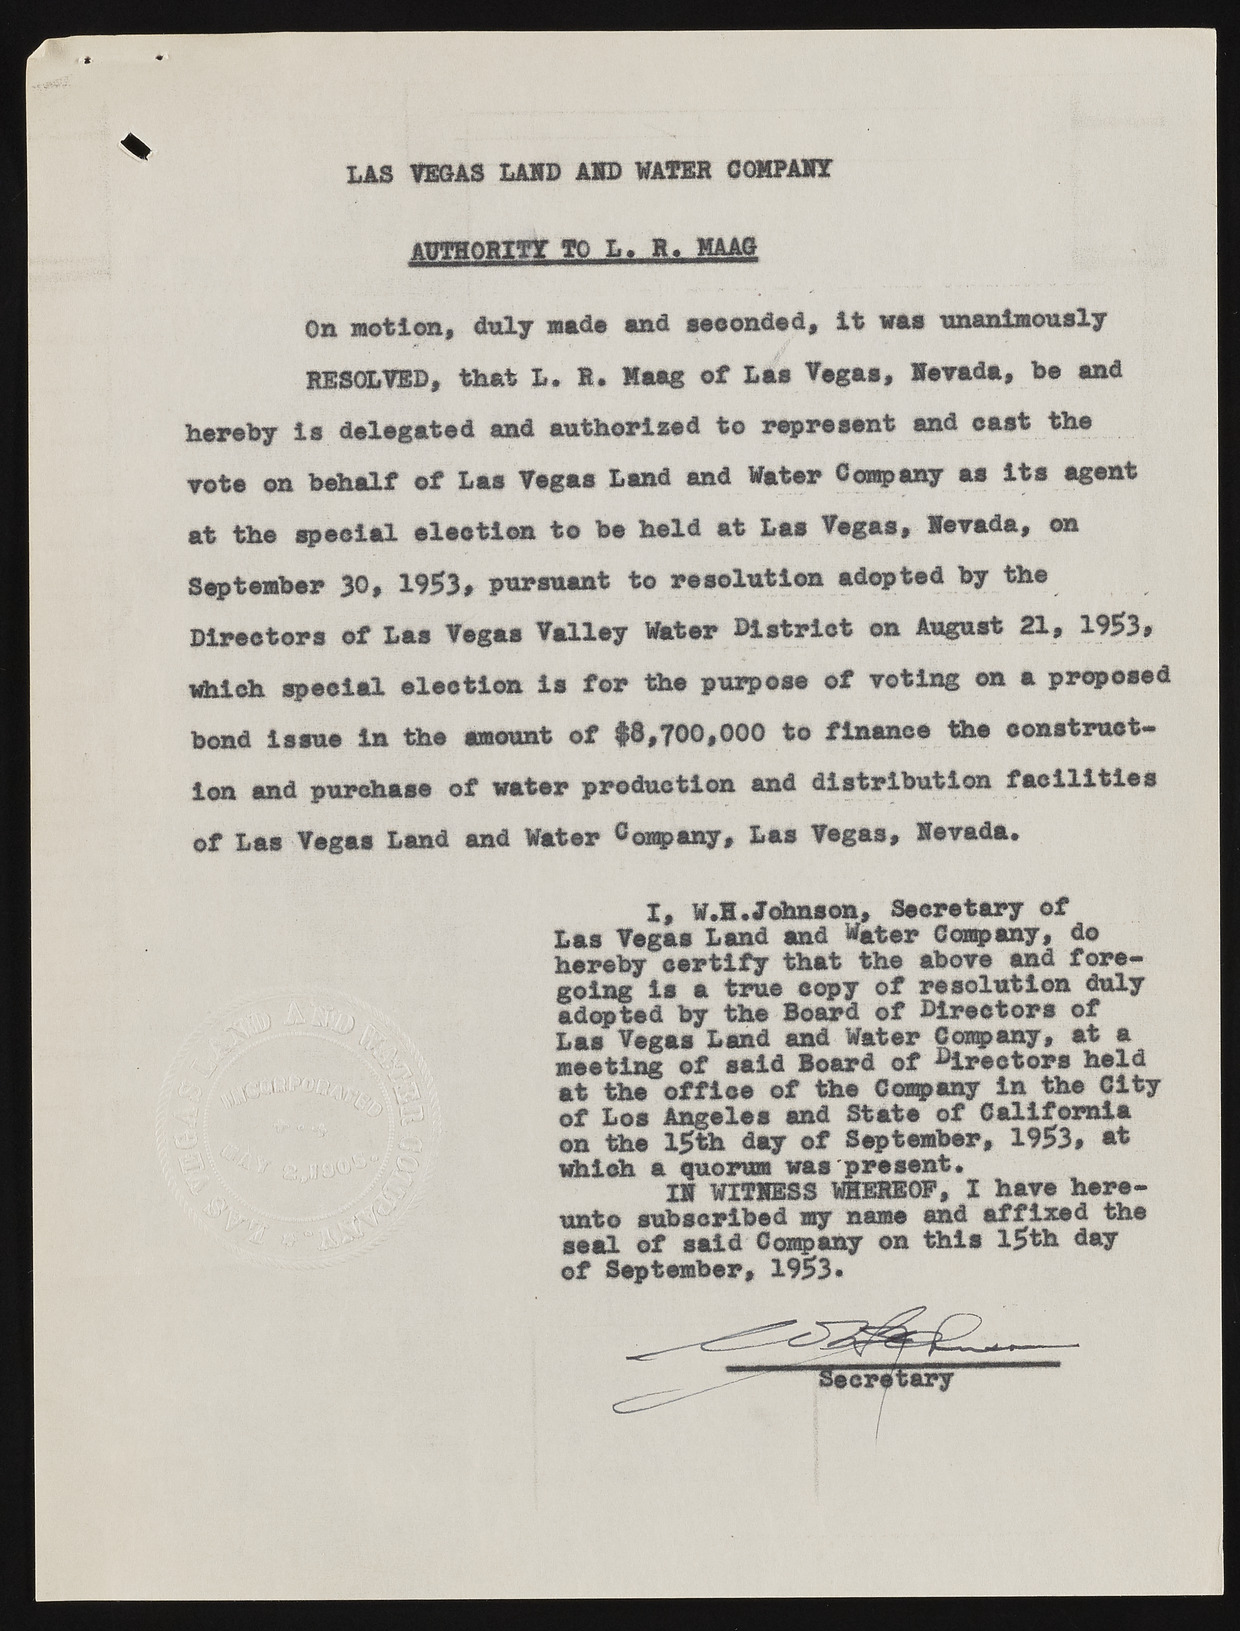 LAS VEGAS LAND AND WATER COMPANY
AUTHORITY TO L. R. MAAG
On motion, duly made and seconded, it was unanimously
RESOLVED, that L. R. Maag of Las Vegas, Nevada, be and
hereby is delegated and authorized to represent and cast the
vote on behalf of Las Vegas Land and Water Company as its agent
at the special election to be held at Las Vegas, Nevada, on
September 30, 1953, pursuant to resolution adopted by the
Directors of Las Vegas Valley Water District on August 21, 1953,
which special election is for the purpose of voting on a proposed
bond issue in the amount of $8,700,000 to finance the construct-
ion and purchase of water production and distribution facilities
of Las Vegas Land and Water Company, Las Vegas, Nevada.
I, W.H.Johnson, Secretary of
Las Vegas Land and Water Company, do
hereby certify that the above and fore-
going is a true copy of resolution duly
adopted by the Board of Directors of
Las Vegas Land and Water Company, at a
meeting of said Board of Directors held
at the office of the Company in the City
of Los Angeles and State of California
on the 15th day of September, 1953, at
which a quorum was present.
IN WITNESS WHEREOF, I have here-
unto subscribed my name and affixed the
seal of said Company on this 15th day
of September, 1953.
W H Johnson
Secretary
LAS VEGAS LAND AND WATER COMPANY
INCORPORATED